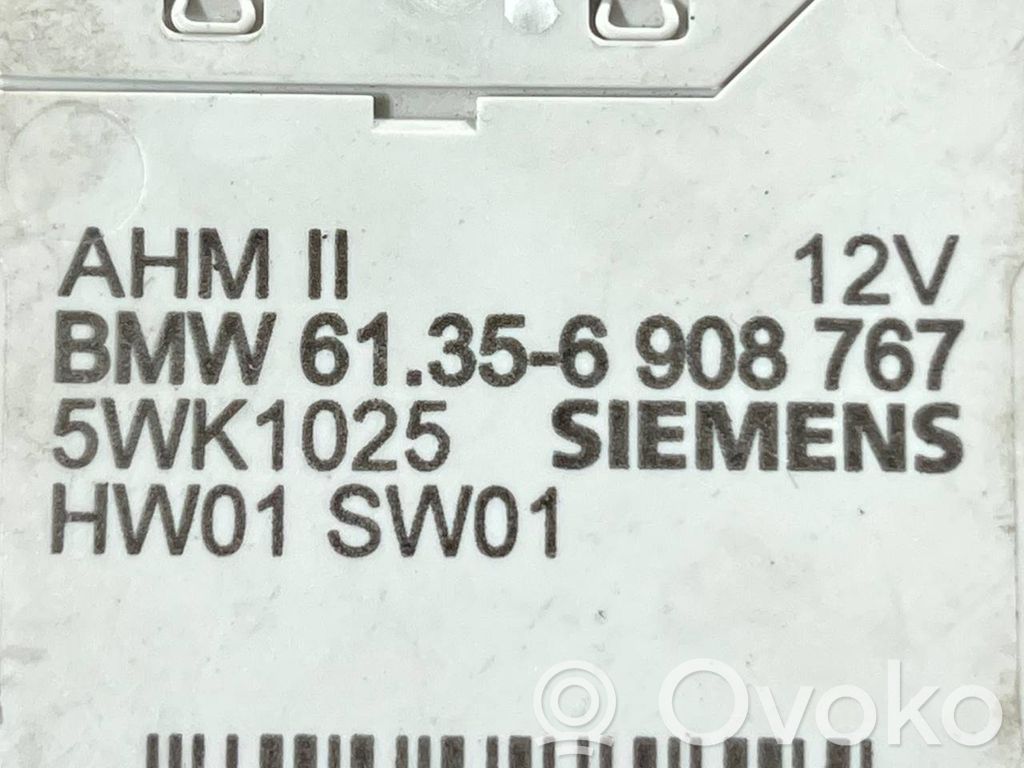 AHM II 12V
BMW 61.35-6 908 767
5WK1025 SIEMENS
HW01 SW01
Ovoko